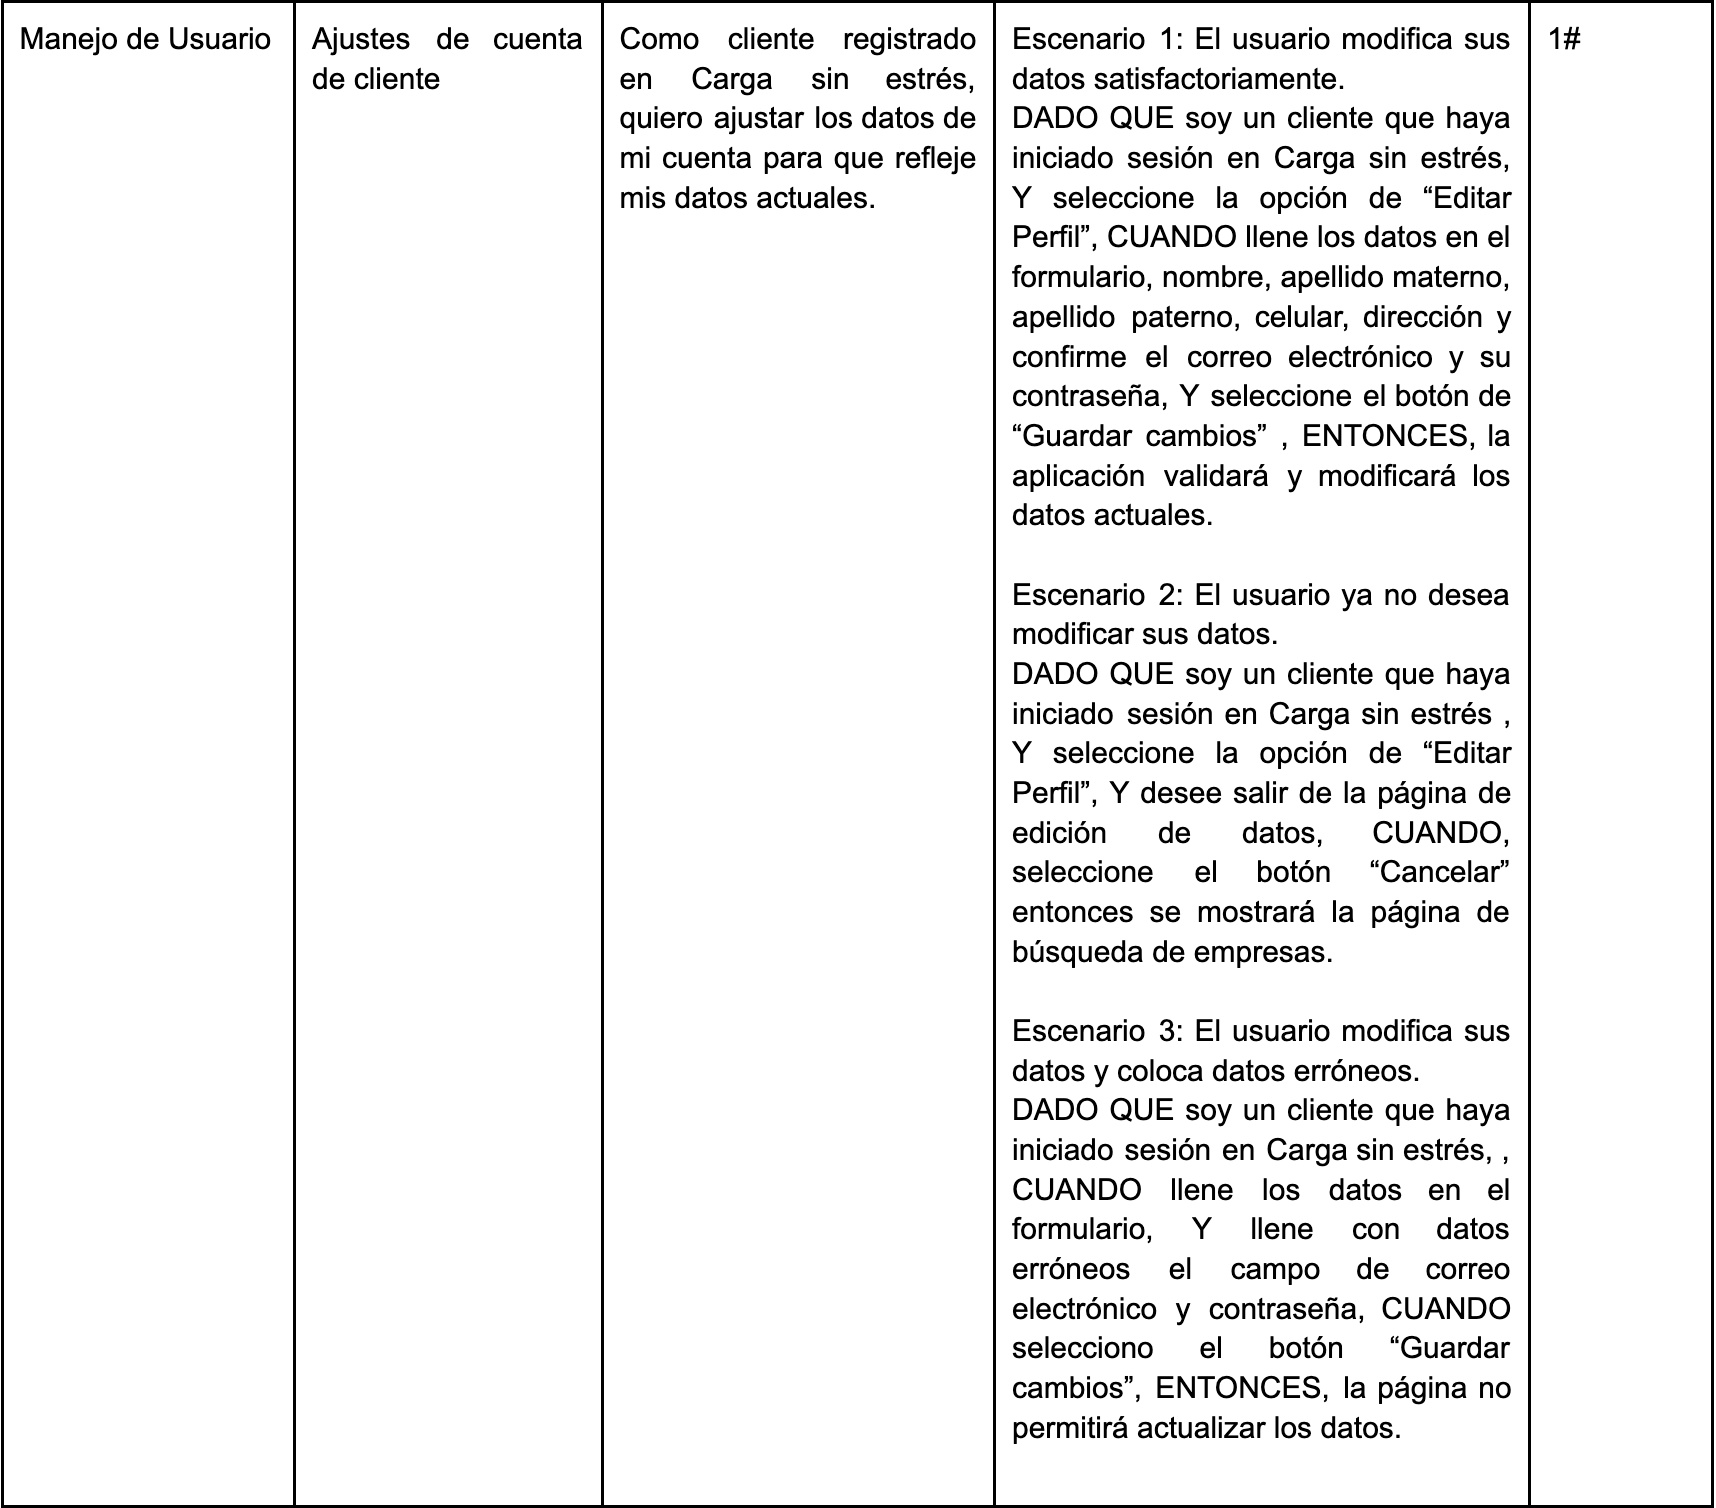 Manejo de Usuario
Ajustes de cuenta
de cliente
Como cliente registrado
en Carga sin estrés,
quiero ajustar los datos de
mi cuenta para que refleje
mis datos actuales.
Escenario 1: El usuario modifica sus
datos satisfactoriamente.
DADO QUE soy un cliente que haya
iniciado sesión en Carga sin estrés,
Y seleccione la opción de “Editar
Perfil”, CUANDO llene los datos en el
formulario, nombre, apellido materno,
apellido paterno, celular, dirección y
confirme el correo electrónico y su
contraseña, Y seleccione el botón de
“Guardar cambios” , ENTONCES, la
aplicación validará y modificará los
datos actuales.
Escenario 2: El usuario ya no desea
modificar sus datos.
DADO QUE soy un cliente que haya
iniciado sesión en Carga sin estrés ,
Y seleccione la opción de “Editar
Perfil”, Y desee salir de la página de
edición de datos, CUANDO,
seleccione el botón “Cancelar”
entonces se mostrará la página de
búsqueda de empresas.
Escenario 3: El usuario modifica sus
datos y coloca datos erróneos.
DADO QUE soy un cliente que haya
iniciado sesión en Carga sin estrés, ,
CUANDO llene los datos en el
formulario, Y llene con datos
erróneos el campo de correo
electrónico y contraseña, CUANDO
selecciono el botón “Guardar
cambios”, ENTONCES, la página no
permitirá actualizar los datos.
1#